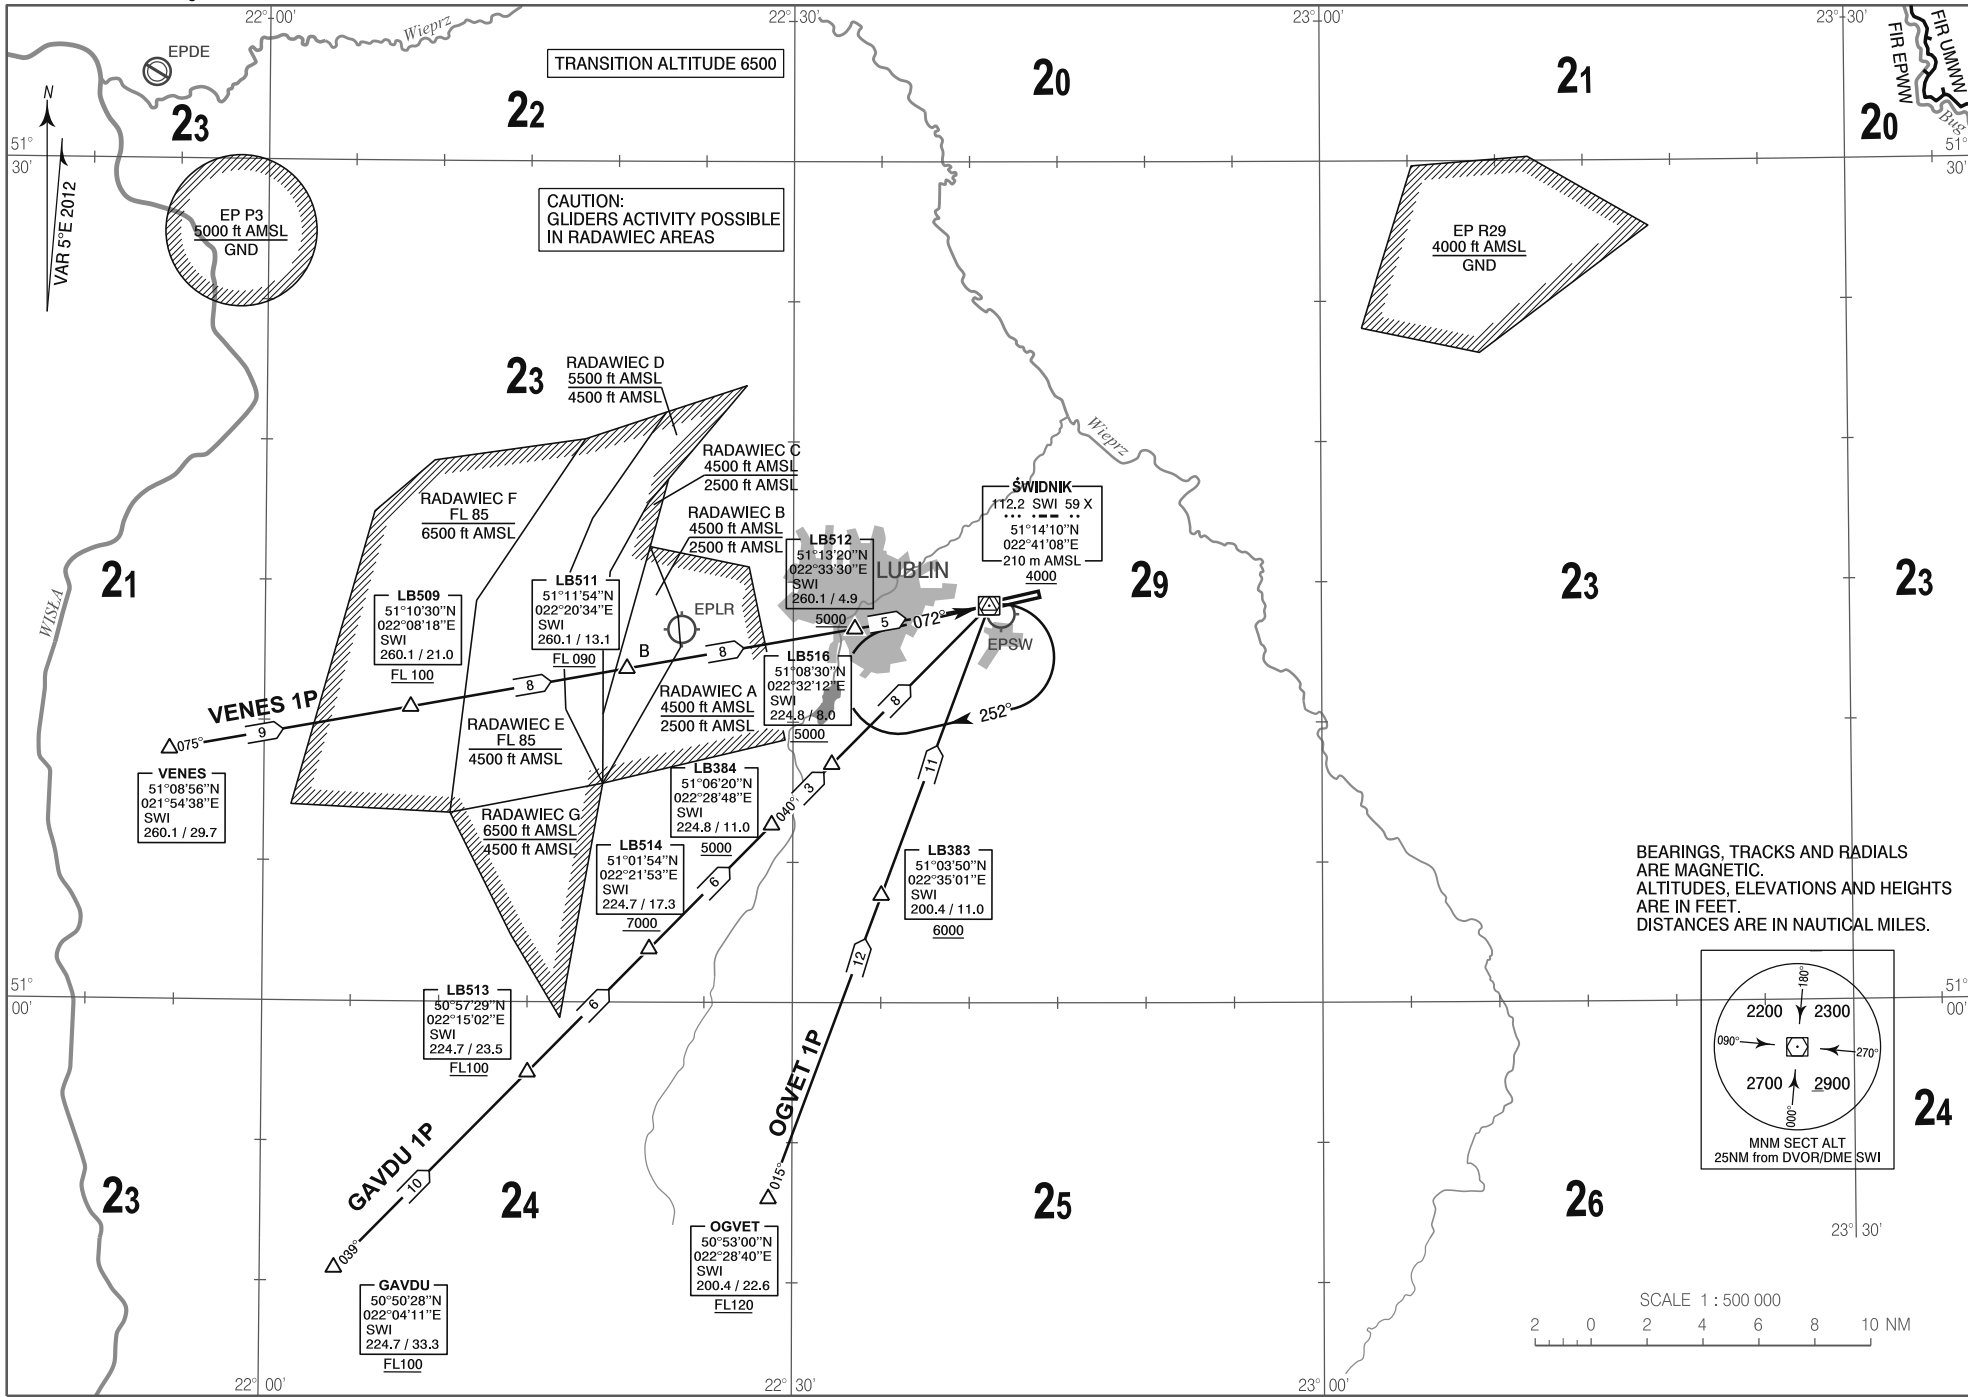 22° 00'
22° 30'
23° 00'
23° 30'
EPDE
Wieprz
TRANSITION ALTITUDE 6500
FIR UMWW
FIR EPWW
Bug
23
22
20
21
20
N
VAR 5°E 2012
51°
30'
51°
30'
EP P3
5000 ft AMSL
GND
CAUTION:
GLIDERS ACTIVITY POSSIBLE
IN RADAWIEC AREAS
EP R29
4000 ft AMSL
GND
23
RADAWIEC D
5500 ft AMSL
4500 ft AMSL
RADAWIEC C
4500 ft AMSL
2500 ft AMSL
Wieprz
RADAWIEC F
FL 85
6500 ft AMSL
RADAWIEC B
4500 ft AMSL
2500 ft AMSL
ŚWIDNIK
112.2 SWI 59 X
51°14'10"N
022°41'08"E
210 m AMSL
4000
LB512
51°13'20"N
022°33'30"E
SWI
260.1 / 4.9
5000
LUBLIN
21
29
23
23
WISŁA
LB509
51°10'30"N
022°08'18"E
SWI
260.1 / 21.0
FL 100
LB511
51°11'54"N
022°20'34"E
SWI
260.1 / 13.1
FL 090
EPLR
B
8
5
072°
EPSW
LB516
51°08'30"N
022°32'12"E
SWI
224.8 / 8.0
5000
VENES 1P
075°
9
8
RADAWIEC A
4500 ft AMSL
2500 ft AMSL
8
252°
RADAWIEC E
FL 85
4500 ft AMSL
VENES
51°08'56"N
021°54'38"E
SWI
260.1 / 29.7
LB384
51°06'20"N
022°28'48"E
SWI
224.8 / 11.0
5000
040°
3
11
RADAWIEC G
6500 ft AMSL
4500 ft AMSL
LB514
51°01'54"N
022°21'53"E
SWI
224.7 / 17.3
7000
6
LB383
51°03'50"N
022°35'01"E
SWI
200.4 / 11.0
6000
BEARINGS, TRACKS AND RADIALS
ARE MAGNETIC.
ALTITUDES, ELEVATIONS AND HEIGHTS
ARE IN FEET.
DISTANCES ARE IN NAUTICAL MILES.
12
51°
00'
51°
00'
LB513
50°57'29"N
022°15'02"E
SWI
224.7 / 23.5
FL100
6
OGVET 1P
015°
180°
2200
2300
090°
270°
2700
2900
000°
MNM SECT ALT
25NM from DVOR/DME SWI
24
GAVDU 1P
10
039°
23
24
25
26
OGVET
50°53'00"N
022°28'40"E
SWI
200.4 / 22.6
FL120
23° 30'
GAVDU
50°50'28"N
022°04'11"E
SWI
224.7 / 33.3
FL100
SCALE 1 : 500 000
2 0 2 4 6 8 10 NM
22° 00'
22° 30'
23° 00'